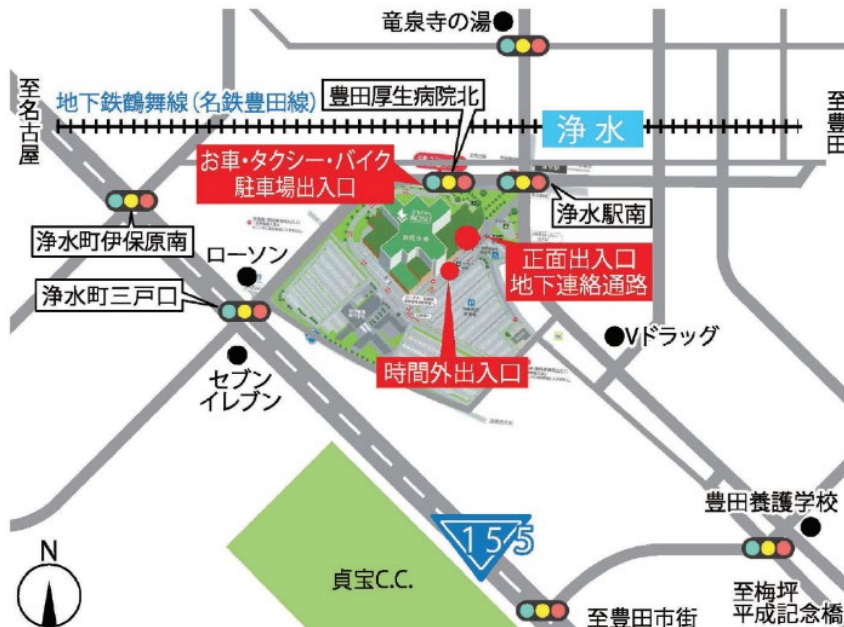 竜泉寺の湯
至名古屋
地下鉄鶴舞線(名鉄豊田線)
豊田厚生病院北
浄水
至豊田
お車・タクシー・バイク
駐車場出入口
浄水駅南
浄水町伊保原南
ローソン
正面出入口
地下連絡通路
浄水町三戸口
Vドラッグ
セブン
イレブン
時間外出入口
豊田養護学校
155
貞宝C.C.
N
至梅坪
平成記念橋
至豊田市街